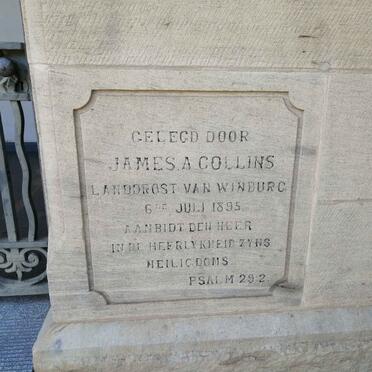 GELEGD DOOR
JAMES. A. COLLINS
LANDDROST VAN WINBURG
6DE JULI 1895.
AANBIDT DEN HEER
IN DE HEERLYKHEID ZYNS
HEILIGDOMS
PSALM 29.2.